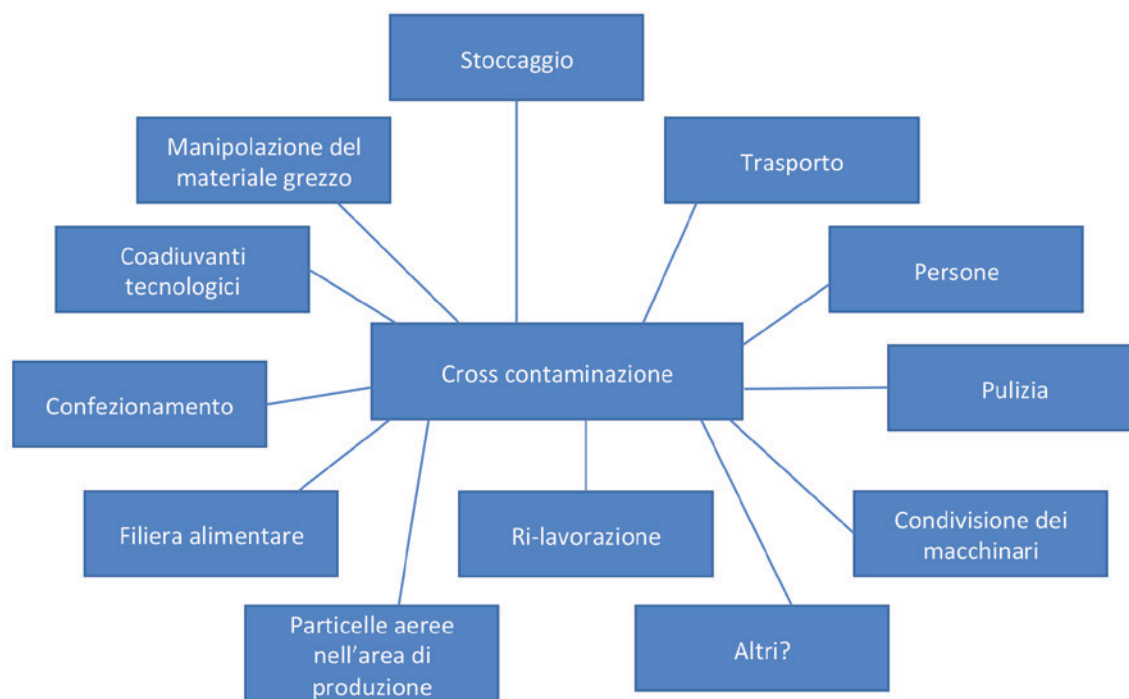 Stoccaggio
Manipolazione del
materiale grezzo
Trasporto
Coadiuvanti
tecnologici
Persone
Cross contaminazione
Confezionamento
Pulizia
Filiera alimentare
Ri-lavorazione
Condivisione dei
macchinari
Particelle aeree
nell’area di
produzione
Altri?